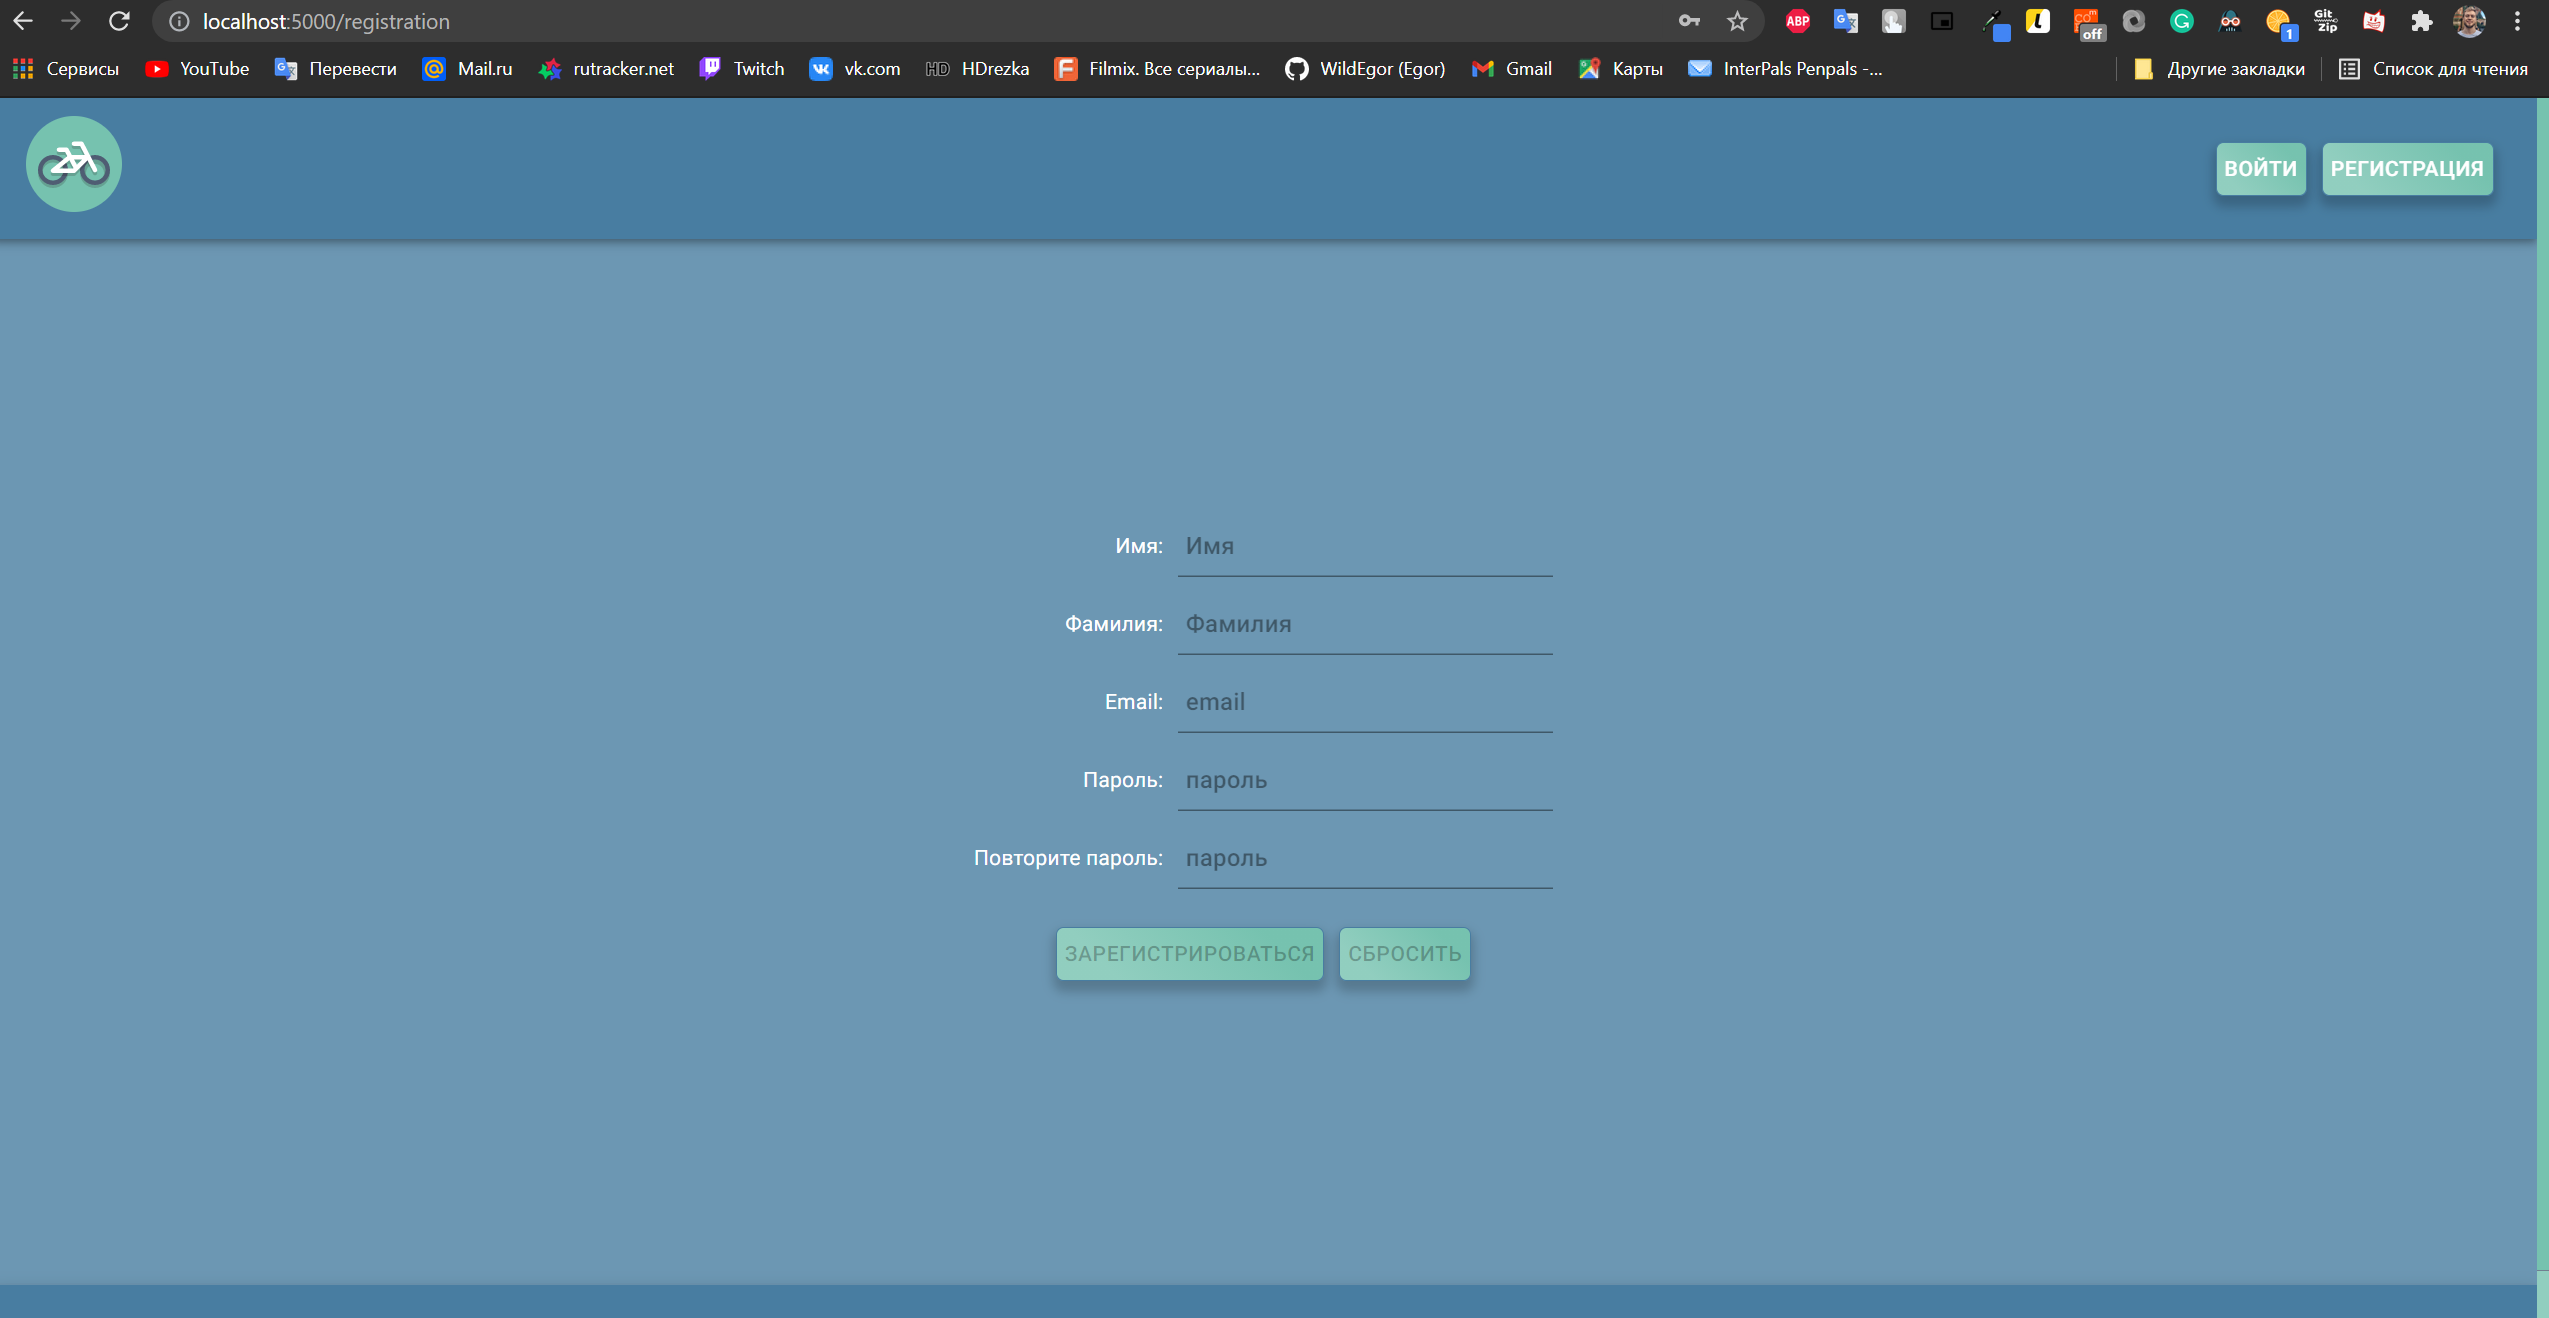 localhost:5000/registration
ABP
off
1
Git Zip
Сервисы YouTube Перевести Mail.ru rutracker.net Twitch vk.com HD HDrezka Filmix. Все сериалы... WildEgor (Egor) Gmail Карты InterPals Penpals -... Другие закладки Список для чтения
ВОЙТИ РЕГИСТРАЦИЯ
Имя: Имя
Фамилия: Фамилия
Email: email
Пароль: пароль
Повторите пароль: пароль
ЗАРЕГИСТРИРОВАТЬСЯ СБРОСИТЬ